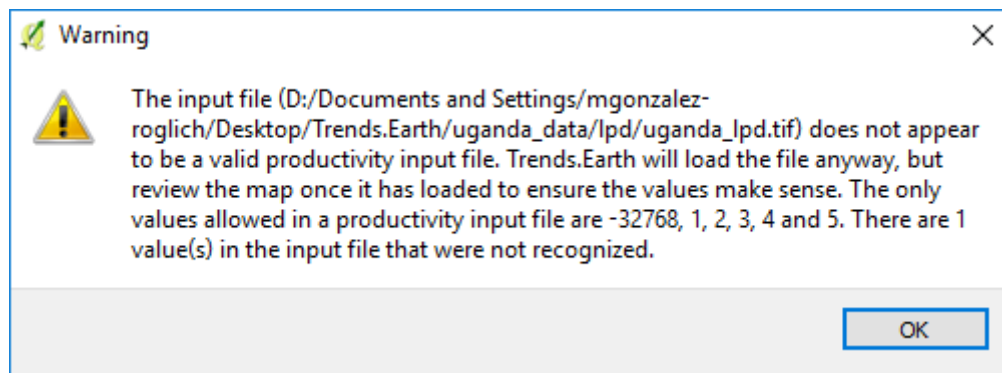 Warning
The input file (D:/Documents and Settings/mgonzalez-
roglich/Desktop/Trends.Earth/uganda_data/lpd/uganda_lpd.tif) does not appear
to be a valid productivity input file. Trends.Earth will load the file anyway, but
review the map once it has loaded to ensure the values make sense. The only
values allowed in a productivity input file are -32768, 1, 2, 3, 4 and 5. There are 1
value(s) in the input file that were not recognized.
OK